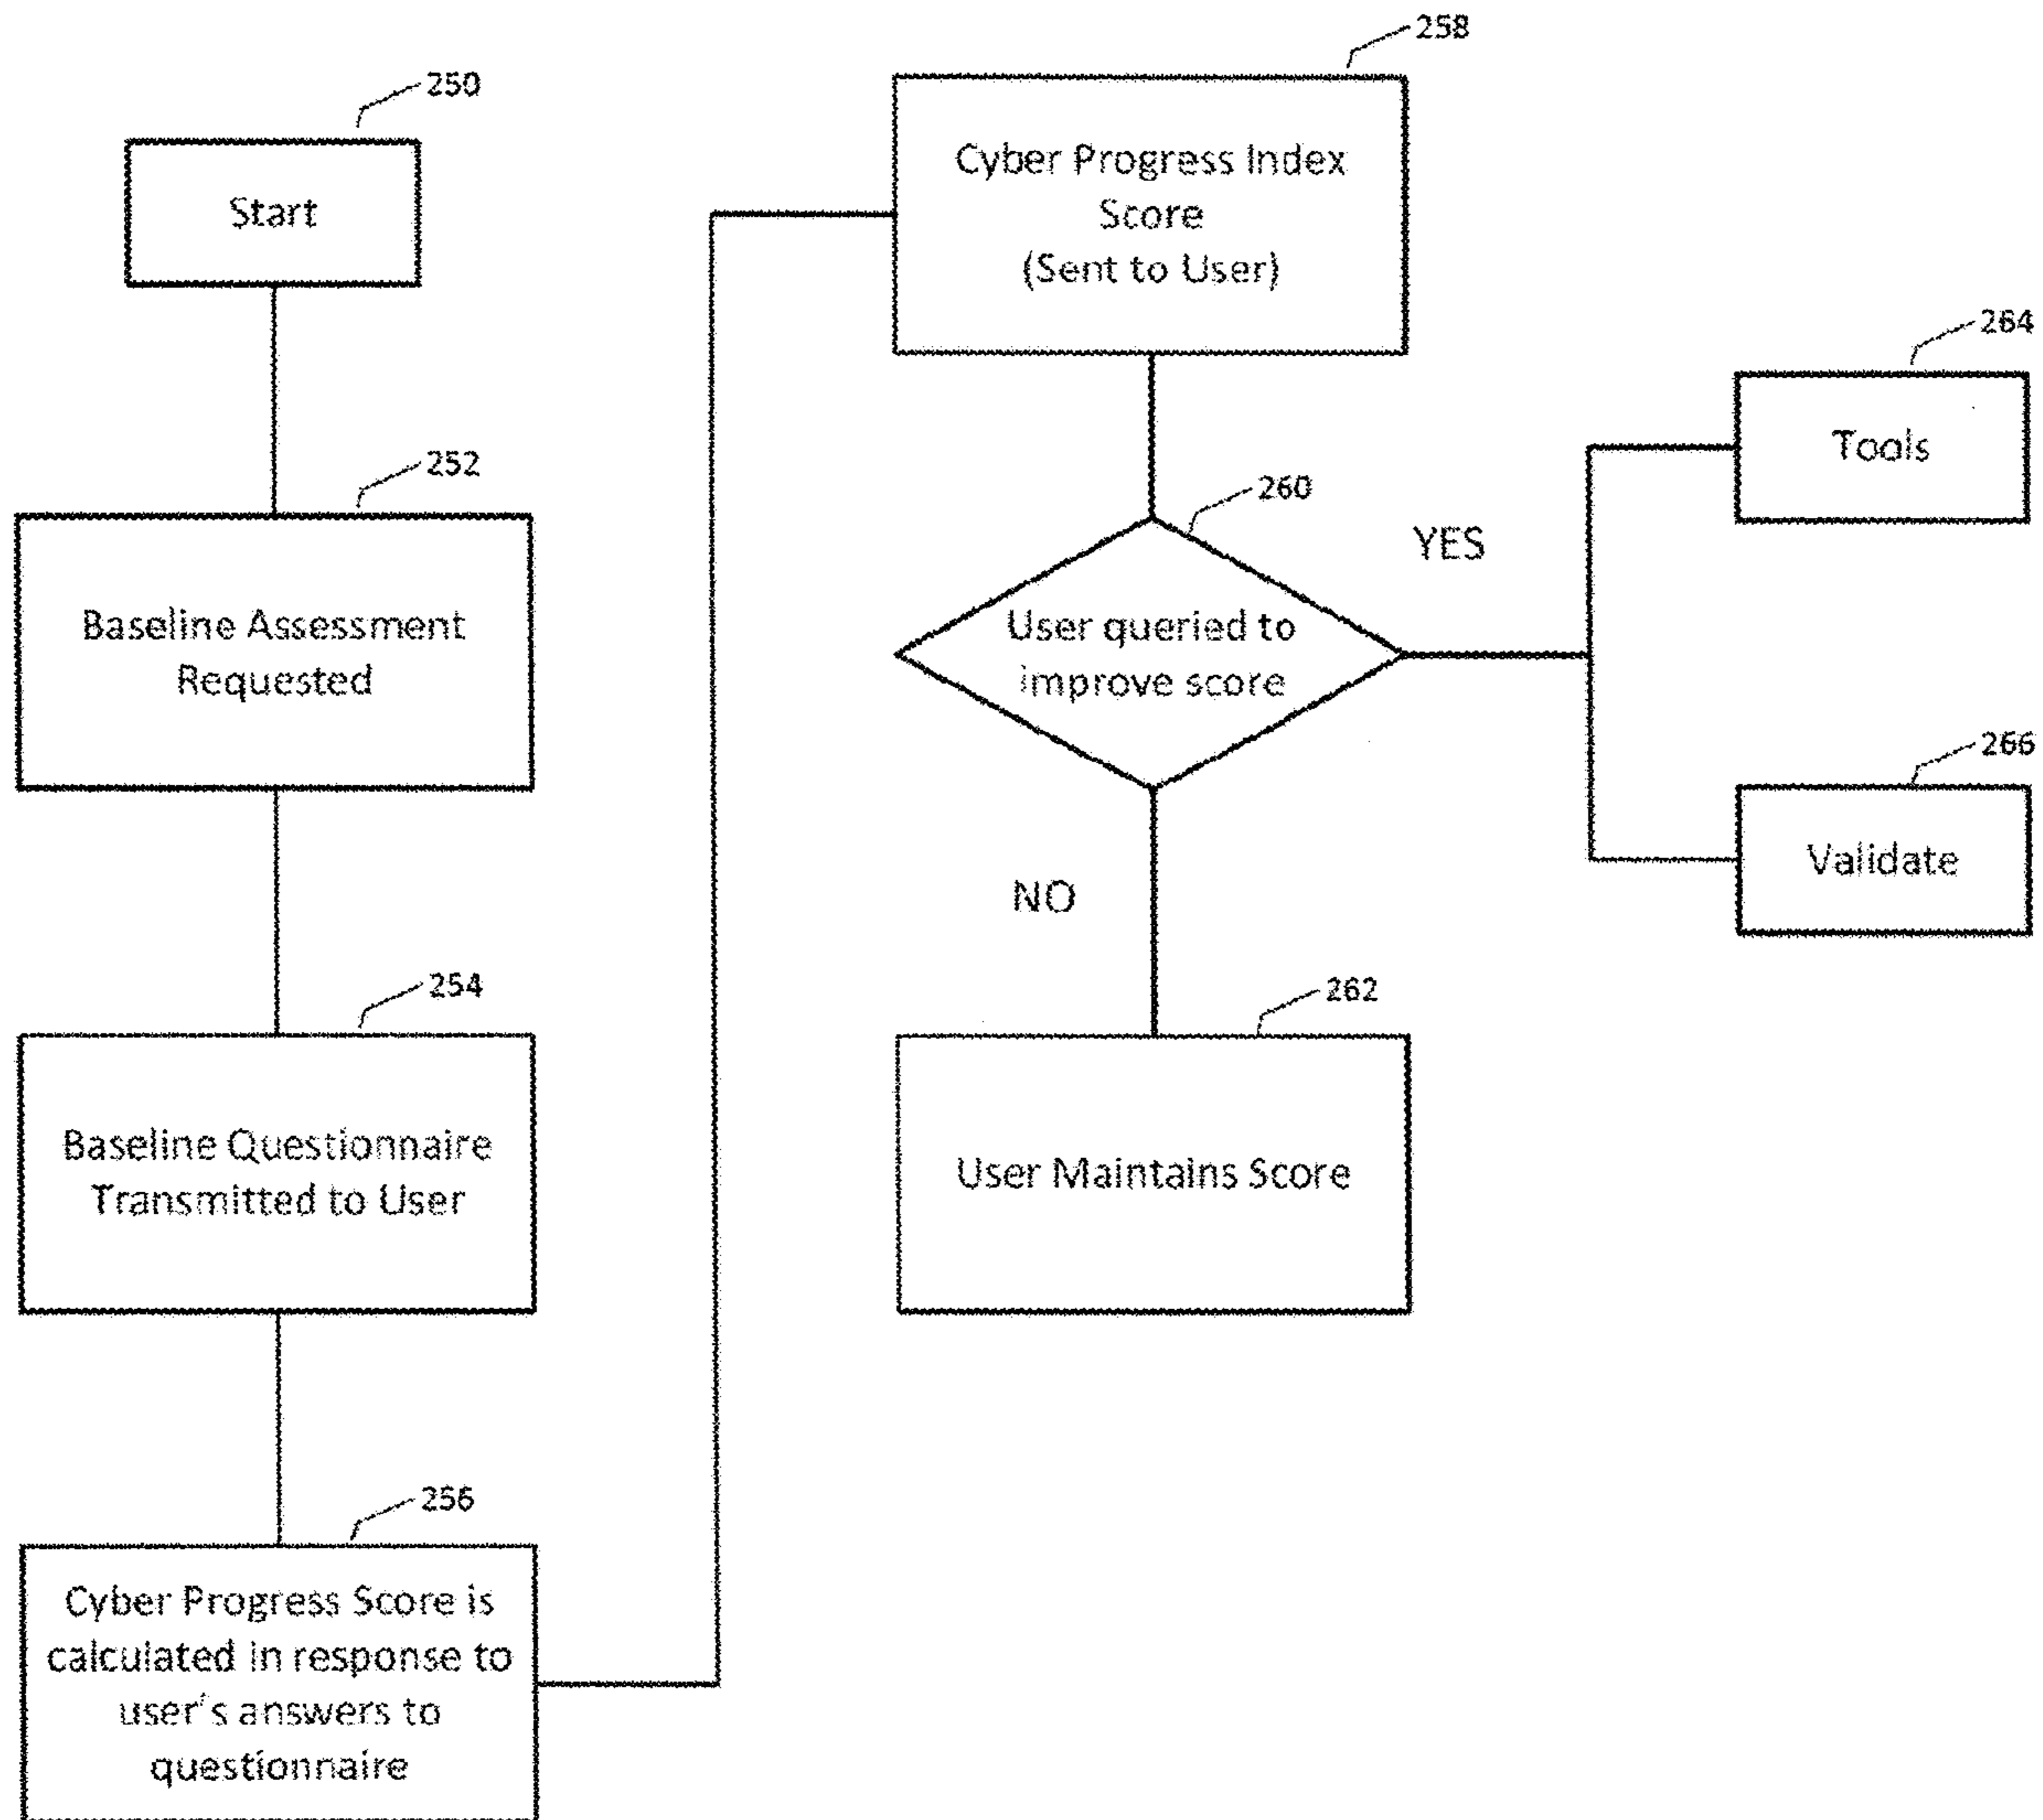 250
Start
252
Baseline Assessment
Requested
254
Baseline Questionnaire
Transmitted to User
256
Cyber Progress Score is
calculated in response to
user's answers to
questionnaire
258
Cyber Progress Index
Score
(Sent to User)
260
User queried to
improve score
YES
NO
262
User Maintains Score
264
Tools
266
Validate